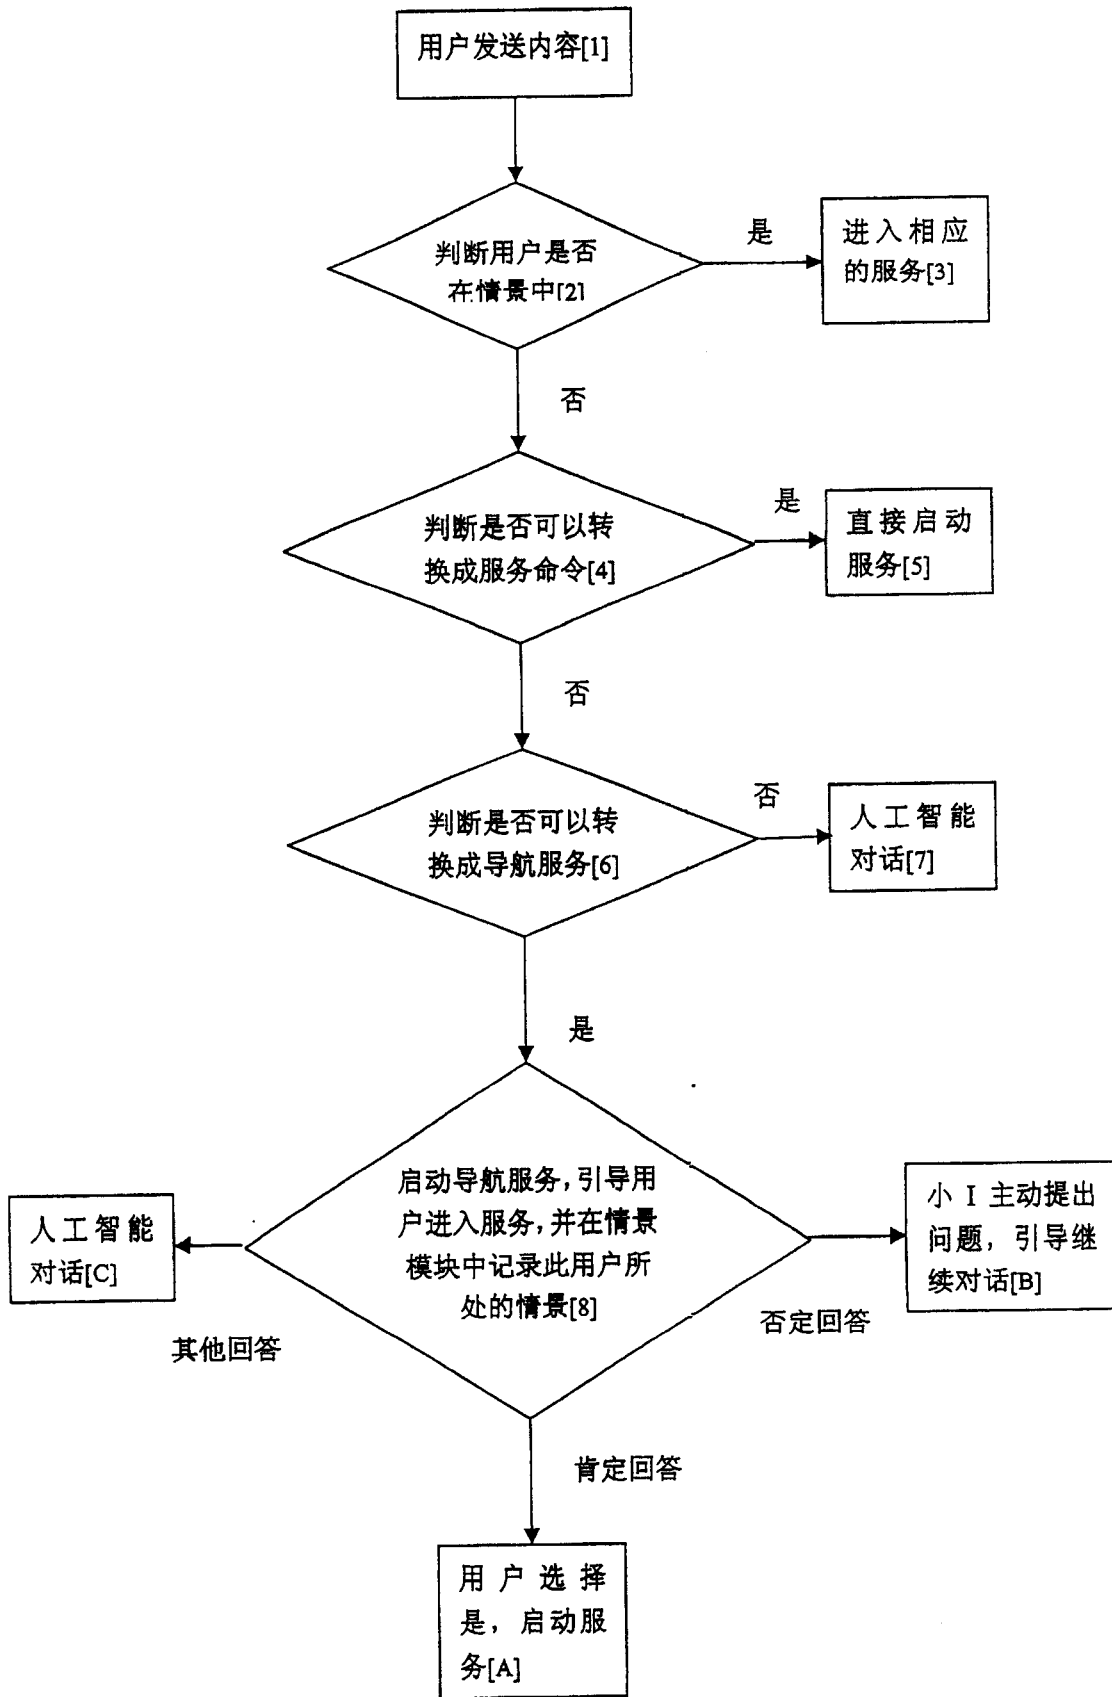 用户发送内容[1]
判断用户是否
在情景中[2]
是
进入相应
的服务[3]
否
判断是否可以转
换成服务命令[4]
是
直接启动
服务[5]
否
判断是否可以转
换成导航服务[6]
否
人工智能
对话[7]
是
启动导航服务，引导用
户进入服务，并在情景
模块中记录此用户所
处的情景[8]
人工智能
对话[C]
其他回答
小 I 主动提出
问题，引导继
续对话[B]
否定回答
肯定回答
用户选择
是，启动服
务[A]